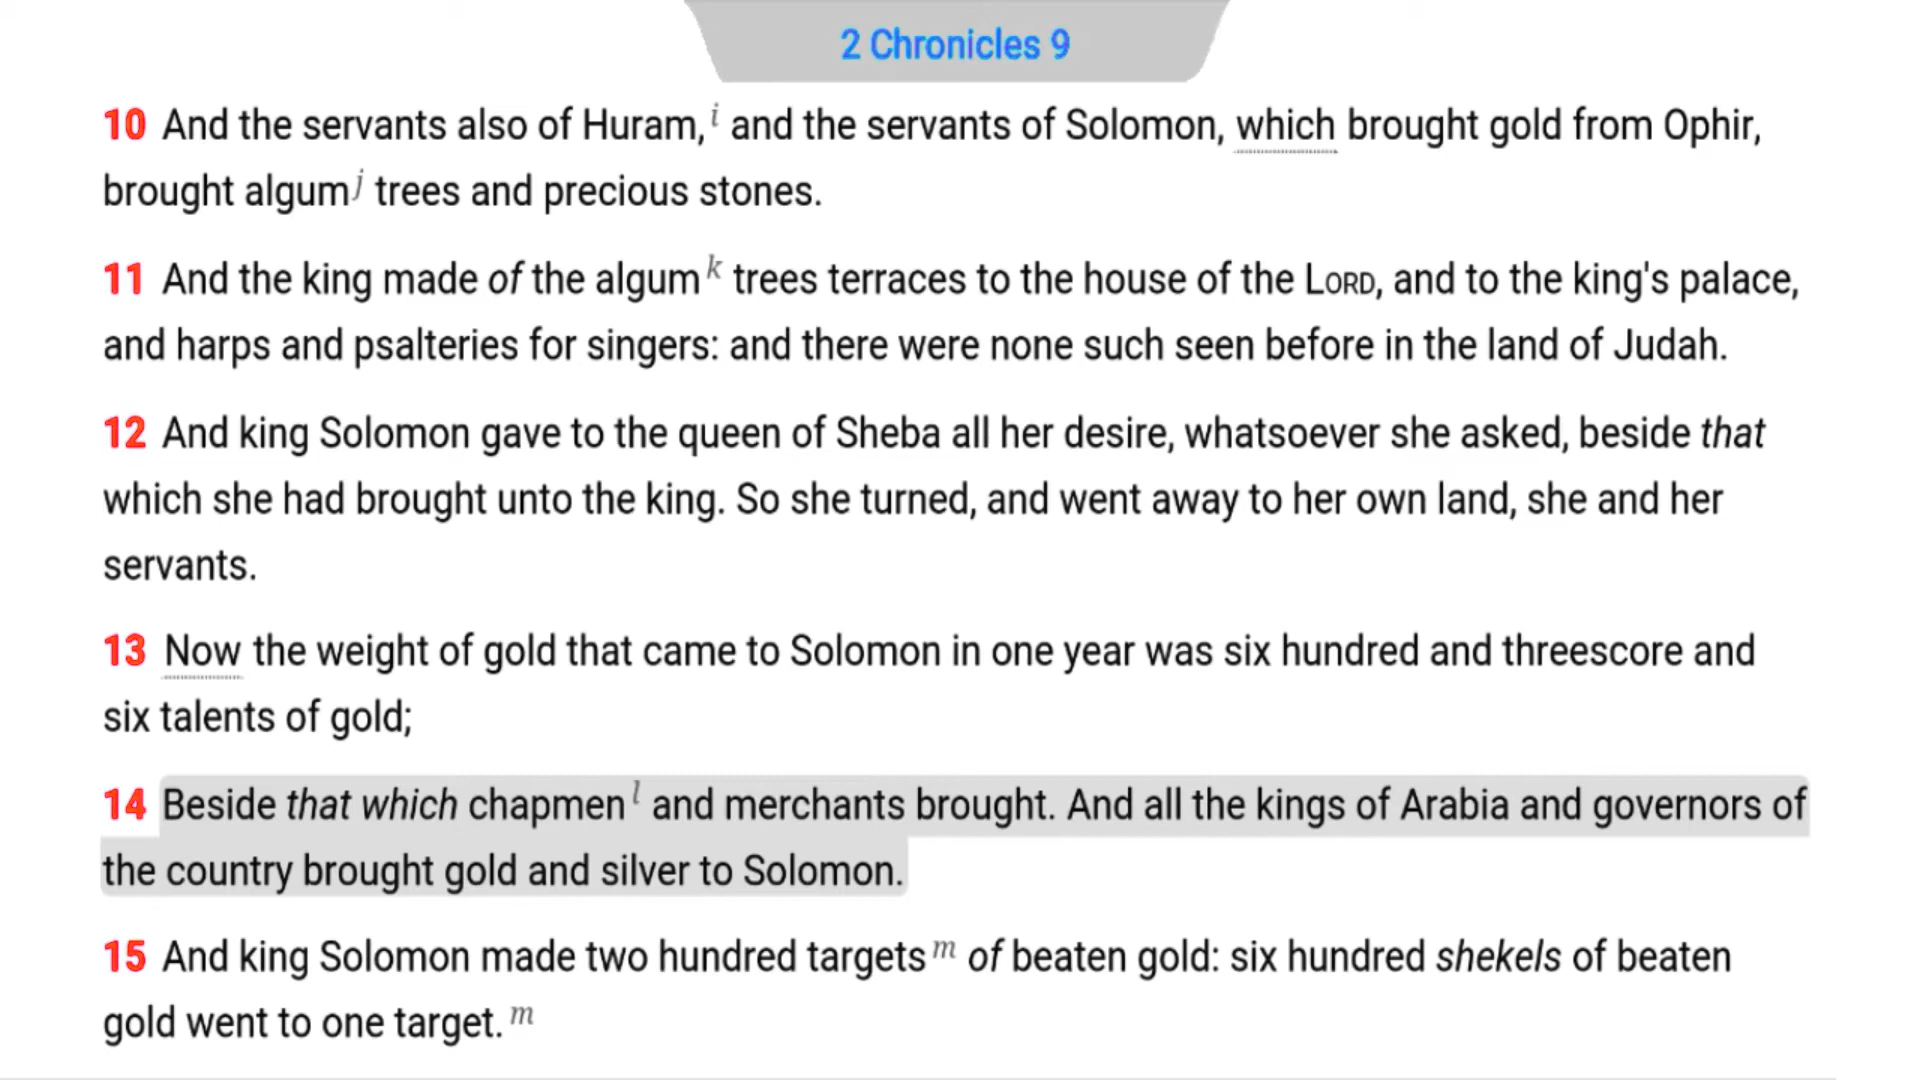 2 Chronicles 9
10 And the servants also of Huram, i and the servants of Solomon, which brought gold from Ophir,
brought algum j trees and precious stones.
11 And the king made of the algum k trees terraces to the house of the LORD, and to the king's palace,
and harps and psalteries for singers: and there were none such seen before in the land of Judah.
12 And king Solomon gave to the queen of Sheba all her desire, whatsoever she asked, beside that
which she had brought unto the king. So she turned, and went away to her own land, she and her
servants.
13 Now the weight of gold that came to Solomon in one year was six hundred and threescore and
six talents of gold;
14 Beside that which chapmen l and merchants brought. And all the kings of Arabia and governors of
the country brought gold and silver to Solomon.
15 And king Solomon made two hundred targets m of beaten gold: six hundred shekels of beaten
gold went to one target. m